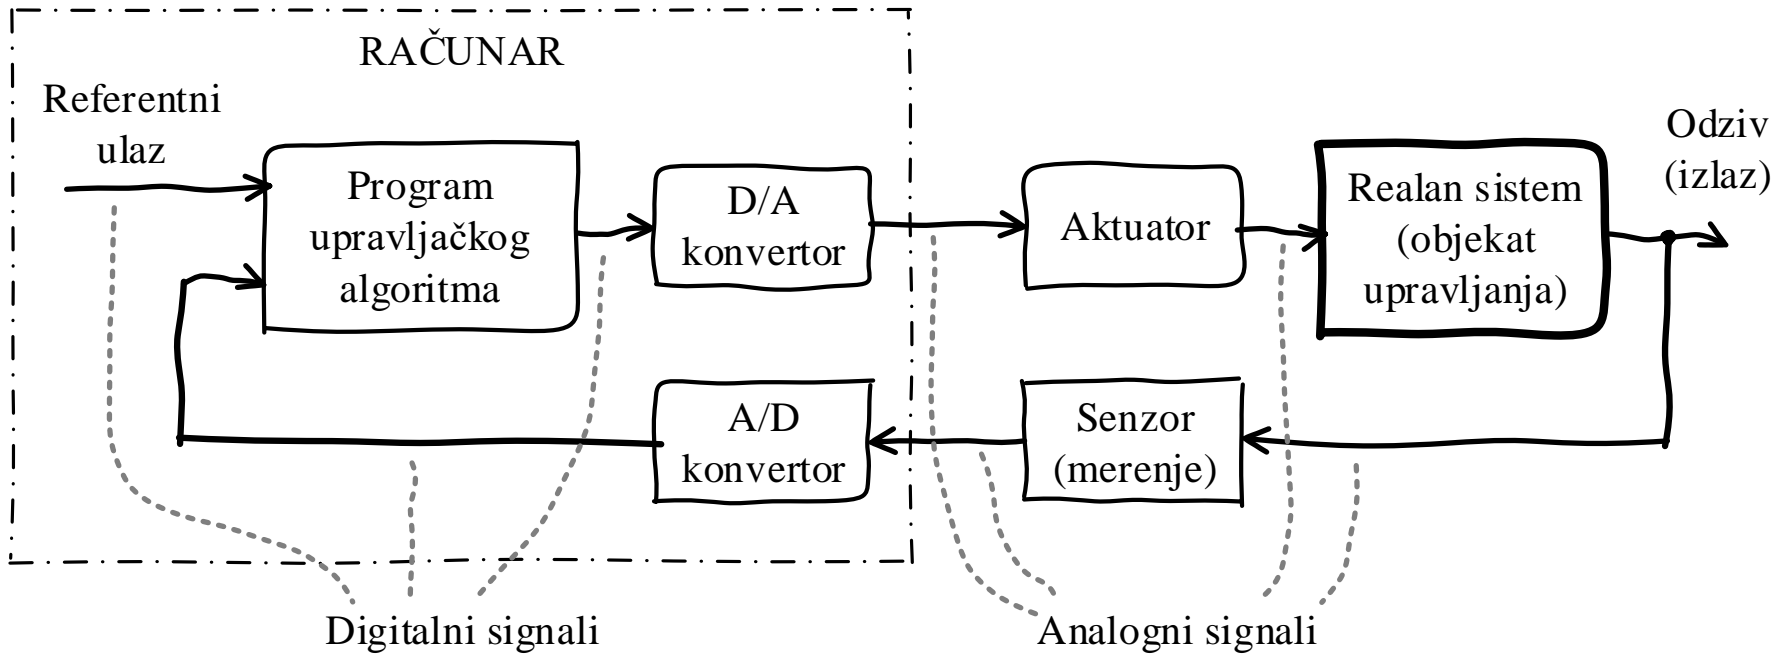 RAČUNAR
Referentni
ulaz
Program
upravljačkog
algoritma
D/A
konvertor
Aktuator
Realan sistem
(objekat
upravljanja)
Odziv
(izlaz)
A/D
konvertor
Senzor
(merenje)
Digitalni signali
Analogni signali